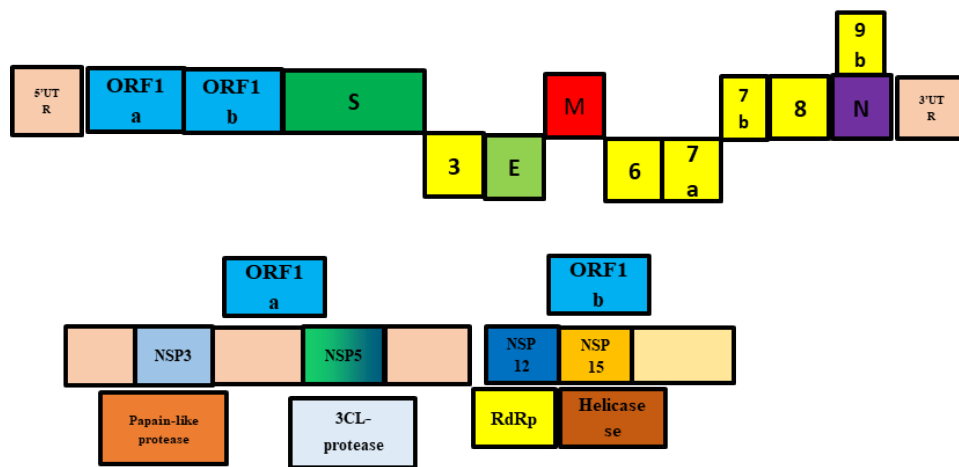 9
b
5'UT
R
ORF1
a
ORF1
b
S
M
7
b
8
N
3'UT
R
3
E
6
7
a
ORF1
a
ORF1
b
NSP3
NSP5
NSP
12
NSP
15
Papain-like
protease
3CL-
protease
RdRp
Helicase
se